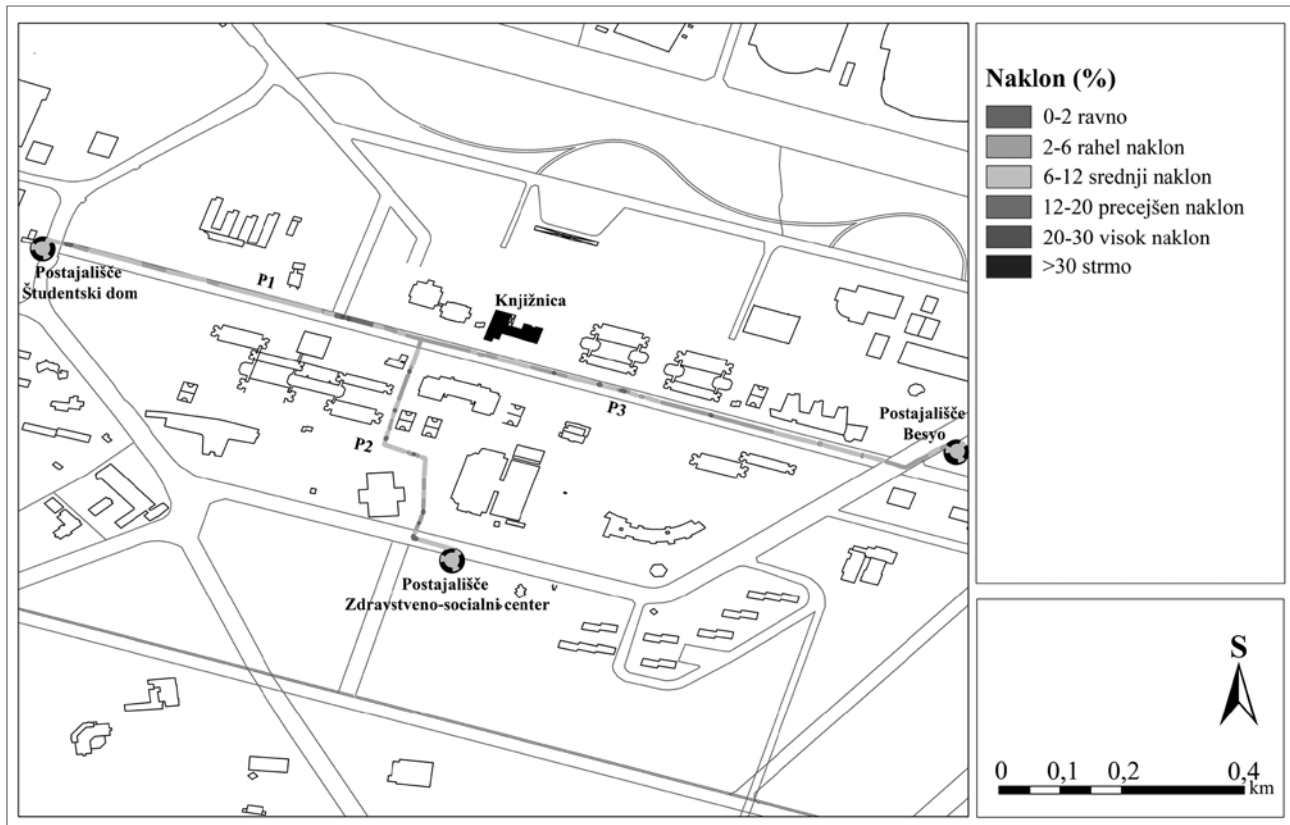 Naklon (%)
0-2 ravno
2-6 rahel naklon
6-12 srednji naklon
12-20 precejšen naklon
20-30 visok naklon
>30 strmo
Postajališče
Študentski dom
P1
Knjižnica
P2
P3
Postajališče
Besyo
Postajališče
Zdravstveno-socialni center
S
0 0,1 0,2 0,4
km